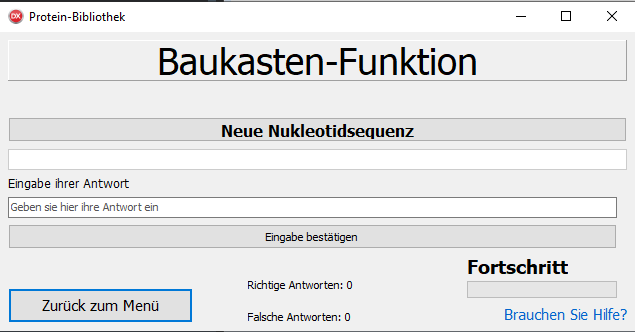 DX Protein-Bibliothek
Baukasten-Funktion
Neue Nukleotidsequenz
Eingabe ihrer Antwort
Geben sie hier ihre Antwort ein
Eingabe bestätigen
Fortschritt
Richtige Antworten: 0
Zurück zum Menü
Falsche Antworten: 0
Brauchen Sie Hilfe?